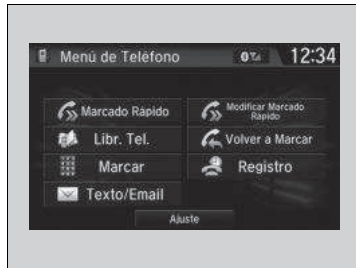 Menú de Teléfono
12:34
Marcado Rápido
Modificar Marcado
Rápido
Libr. Tel.
Volver a Marcar
Marcar
Registro
Texto/Email
Ajuste